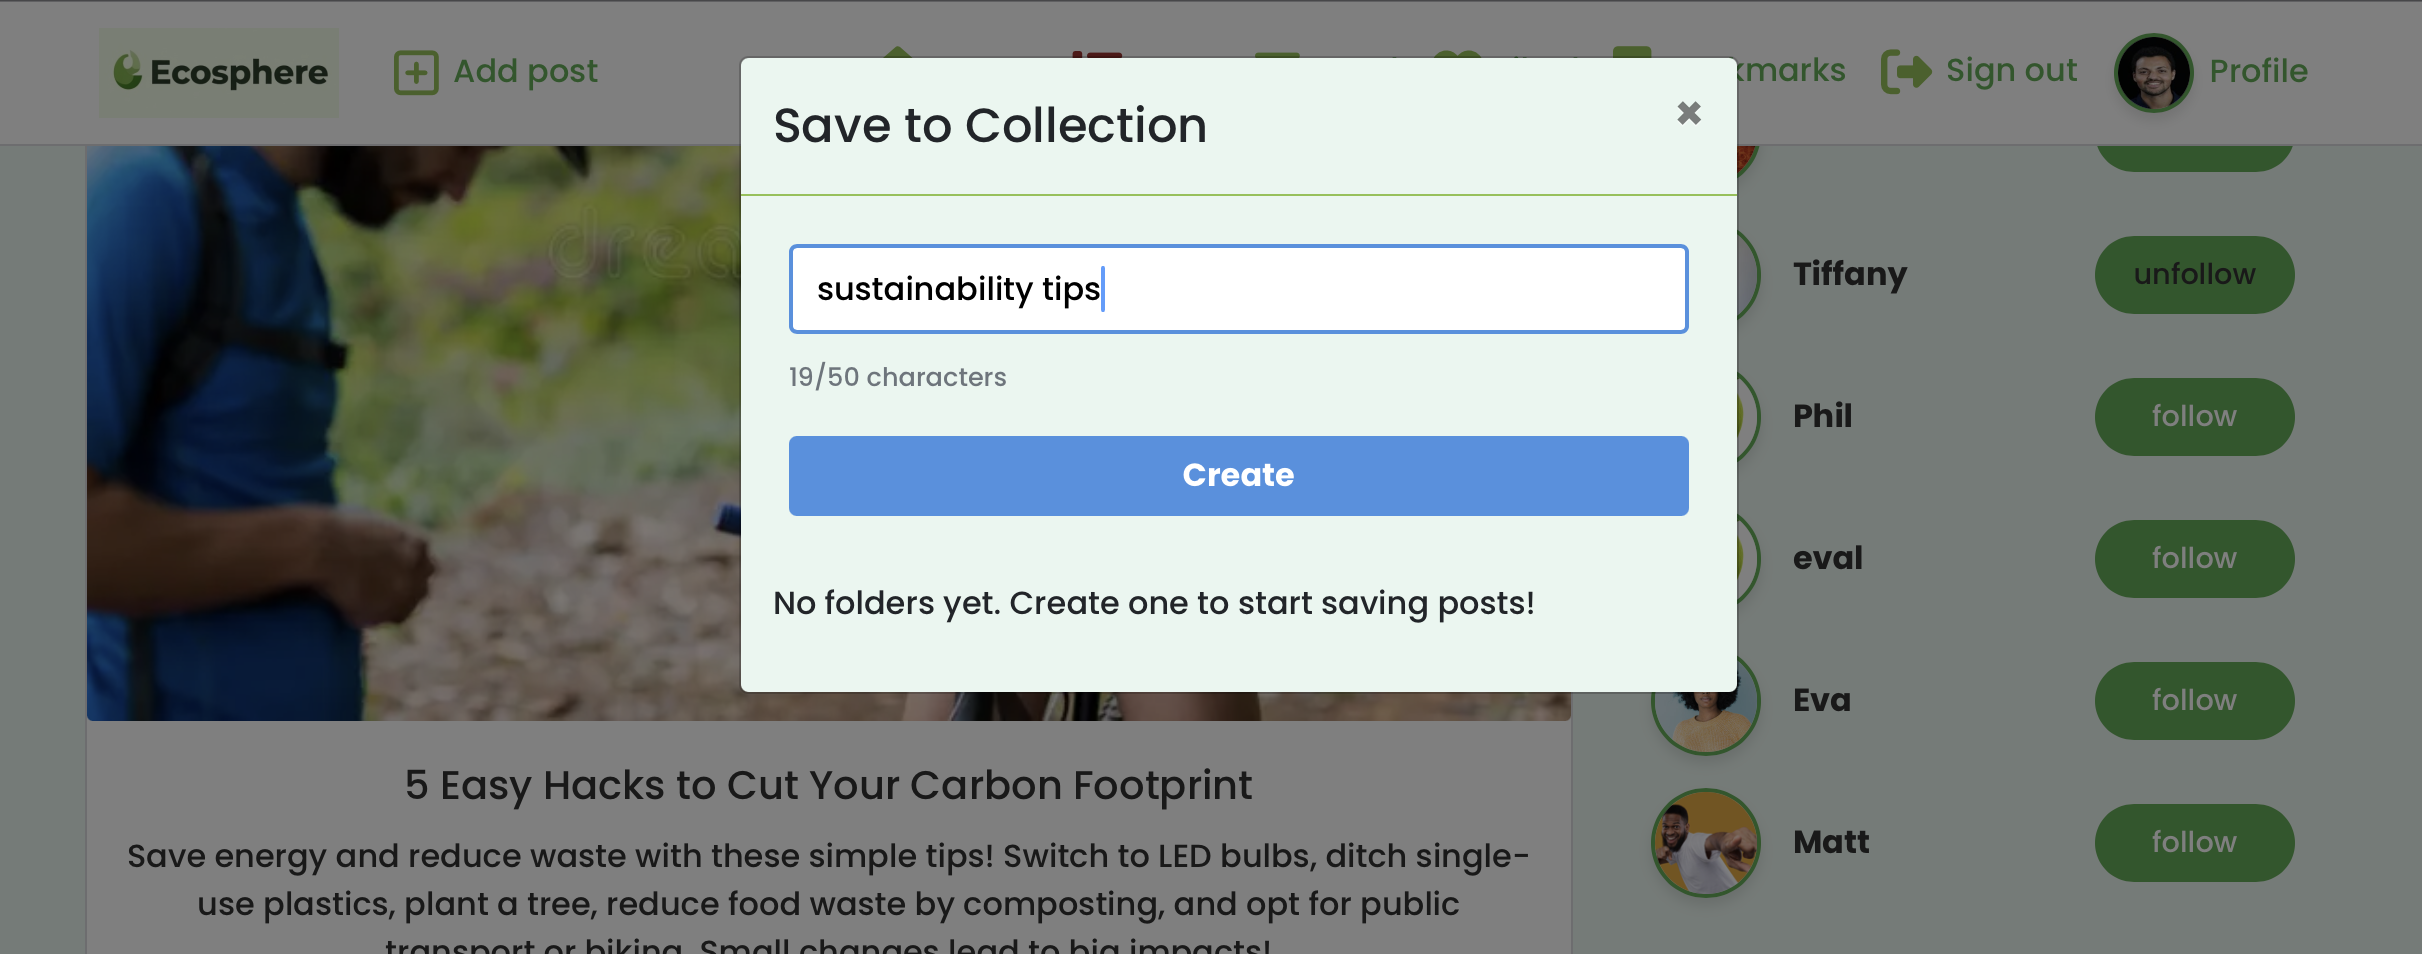 Ecosphere
Add post
kmarks
Sign out
Profile
Save to Collection
sustainability tips
19/50 characters
Create
No folders yet. Create one to start saving posts!
drea
Tiffany
unfollow
Phil
follow
eval
follow
Eva
follow
Matt
follow
5 Easy Hacks to Cut Your Carbon Footprint
Save energy and reduce waste with these simple tips! Switch to LED bulbs, ditch single-
use plastics, plant a tree, reduce food waste by composting, and opt for public
transport or biking. Small changes lead to big impacts!